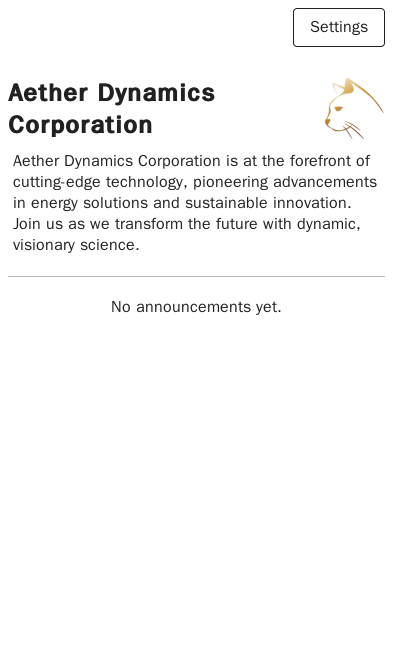 Settings
Aether Dynamics
Corporation
Aether Dynamics Corporation is at the forefront of
cutting-edge technology, pioneering advancements
in energy solutions and sustainable innovation.
Join us as we transform the future with dynamic,
visionary science.
No announcements yet.